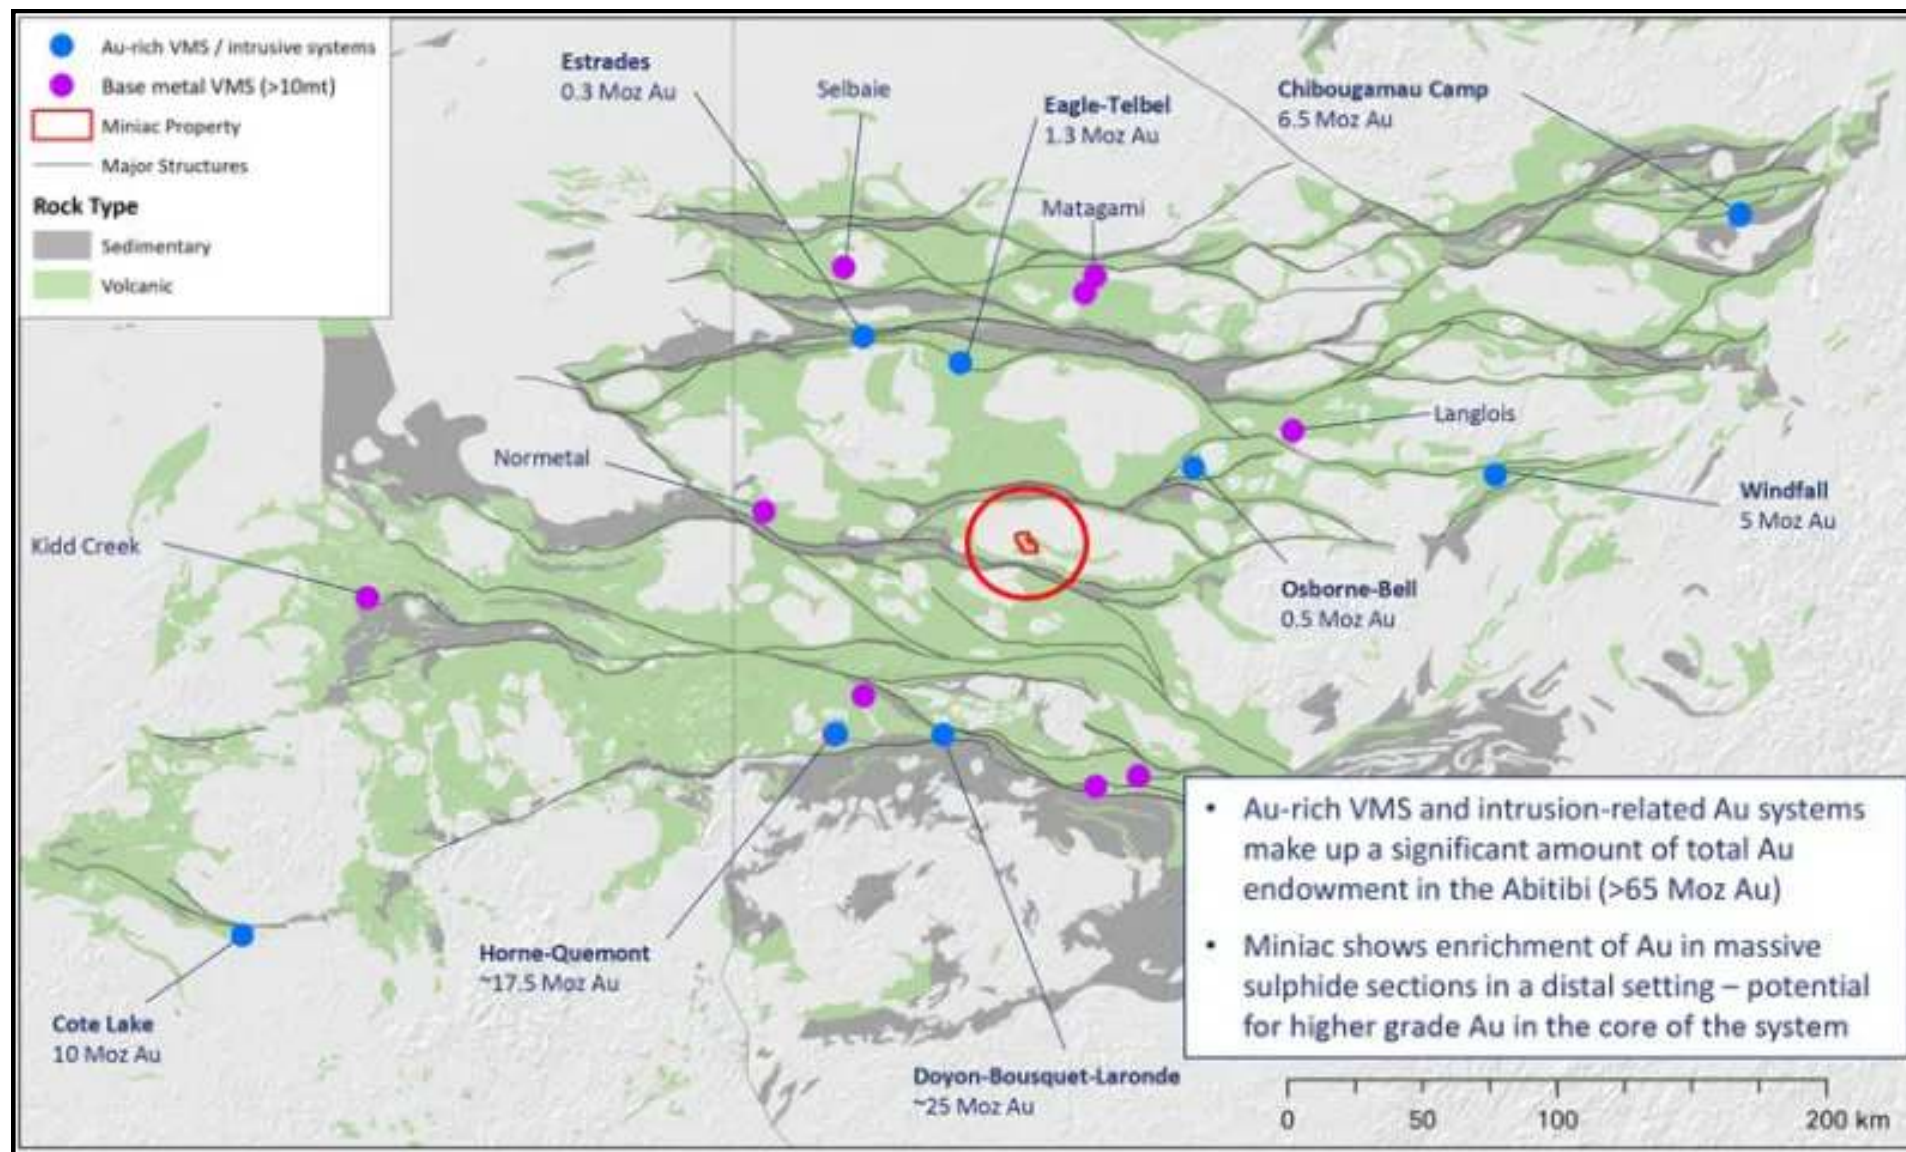 Au-rich VMS / intrusive systems
Base metal VMS (>10mt)
Miniac Property
Major Structures
Rock Type
Sedimentary
Volcanic
Estrades
0.3 Moz Au
Selbaie
Eagle-Telbel
1.3 Moz Au
Chibougamau Camp
6.5 Moz Au
Matagami
Langlois
Normetal
Windfall
5 Moz Au
Kidd Creek
Osborne-Bell
0.5 Moz Au
Horne-Quemont
~17.5 Moz Au
Cote Lake
10 Moz Au
Doyon-Bousquet-Laronde
~25 Moz Au
• Au-rich VMS and intrusion-related Au systems
make up a significant amount of total Au
endowment in the Abitibi (>65 Moz Au)
• Miniac shows enrichment of Au in massive
sulphide sections in a distal setting – potential
for higher grade Au in the core of the system
0 50 100 200 km